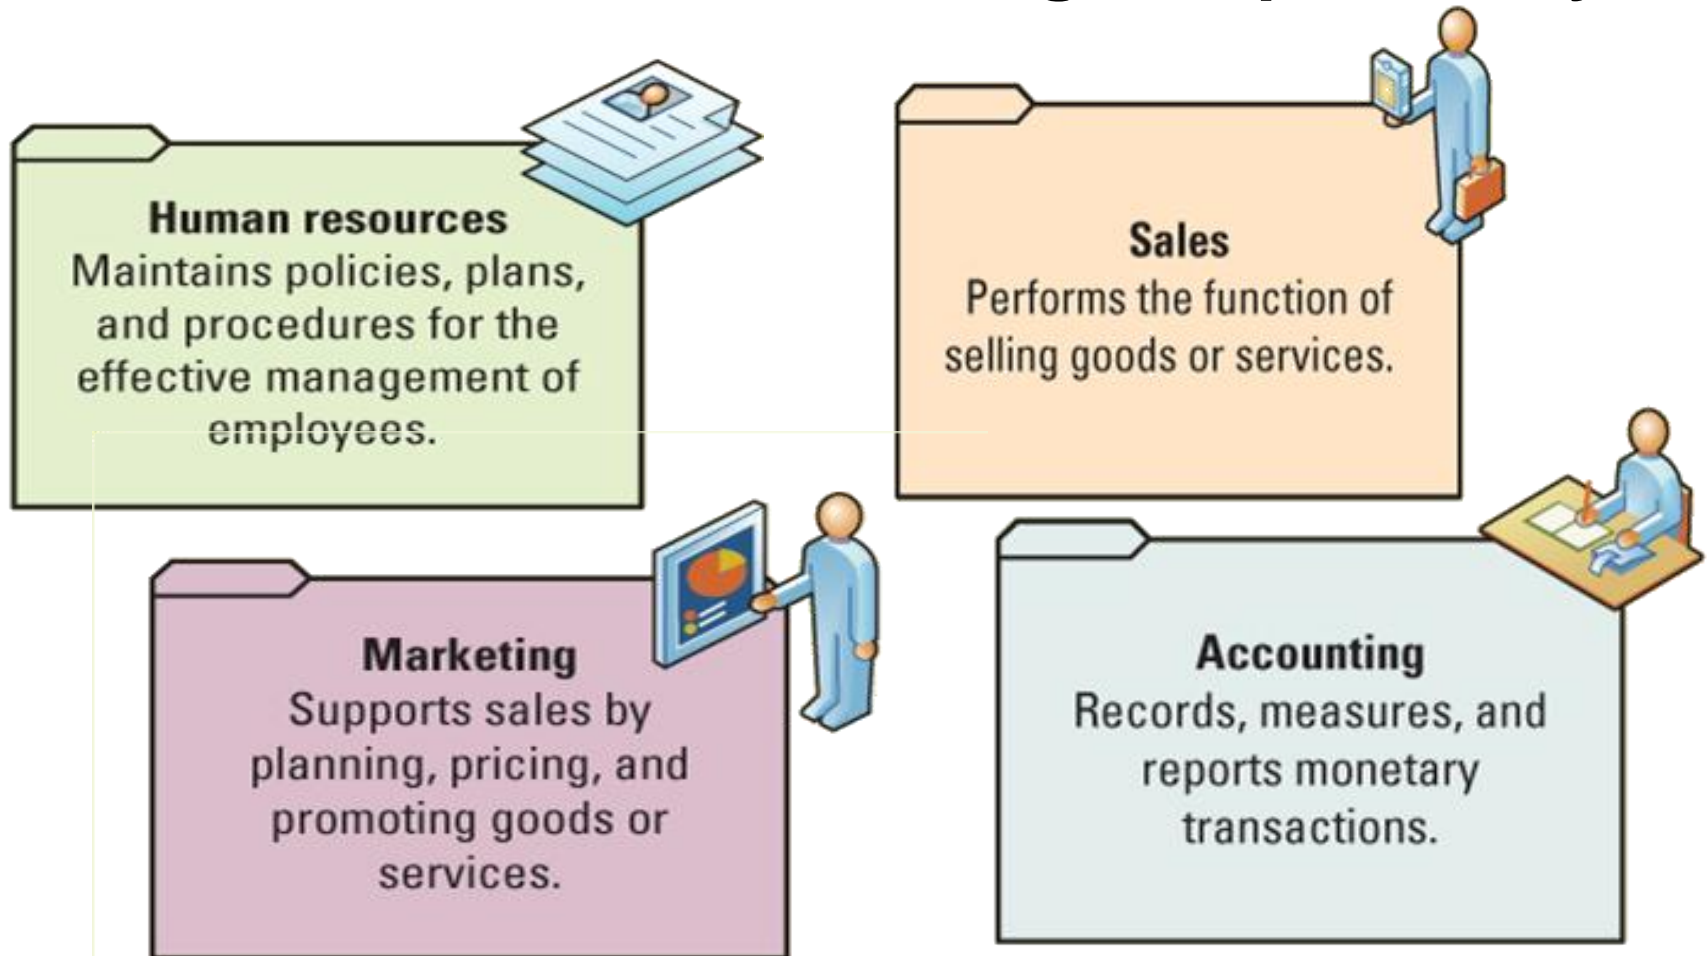 Human resources
Maintains policies, plans,
and procedures for the
effective management of
employees.
Sales
Performs the function of
selling goods or services.
Marketing
Supports sales by
planning, pricing, and
promoting goods or
services.
Accounting
Records, measures, and
reports monetary
transactions.